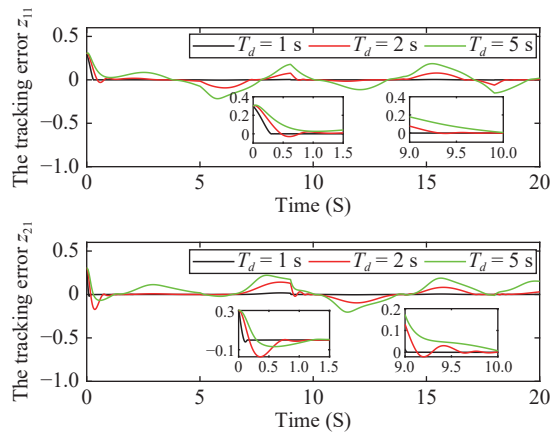 0.5
T_d = 1 s T_d = 2 s T_d = 5 s
0
−0.5
−1.0
The tracking error z_11
0.4
0.2
0
0 0.5 1.0 1.5
0.4
0.2
0
9.0 9.5 10.0
0 5 10 15 20
Time (S)
0.5
T_d = 1 s T_d = 2 s T_d = 5 s
0
−0.5
−1.0
The tracking error z_21
0.3
−0.1
0 0.5 1.0 1.5
0.2
0.1
0
9.0 9.5 10.0
0 5 10 15 20
Time (S)